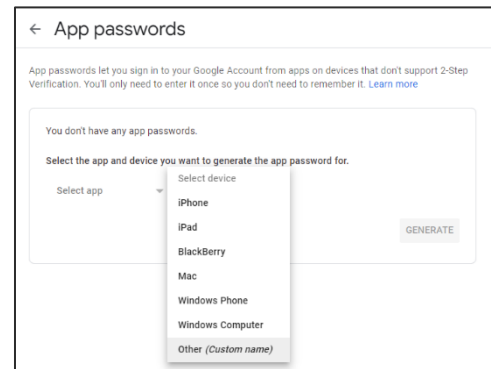 ← App passwords
App passwords let you sign in to your Google Account from apps on devices that don't support 2-Step
Verification. You'll only need to enter it once so you don't need to remember it. Learn more
You don't have any app passwords.
Select the app and device you want to generate the app password for.
Select app
Select device
iPhone
iPad
BlackBerry
Mac
Windows Phone
Windows Computer
Other (Custom name)
GENERATE